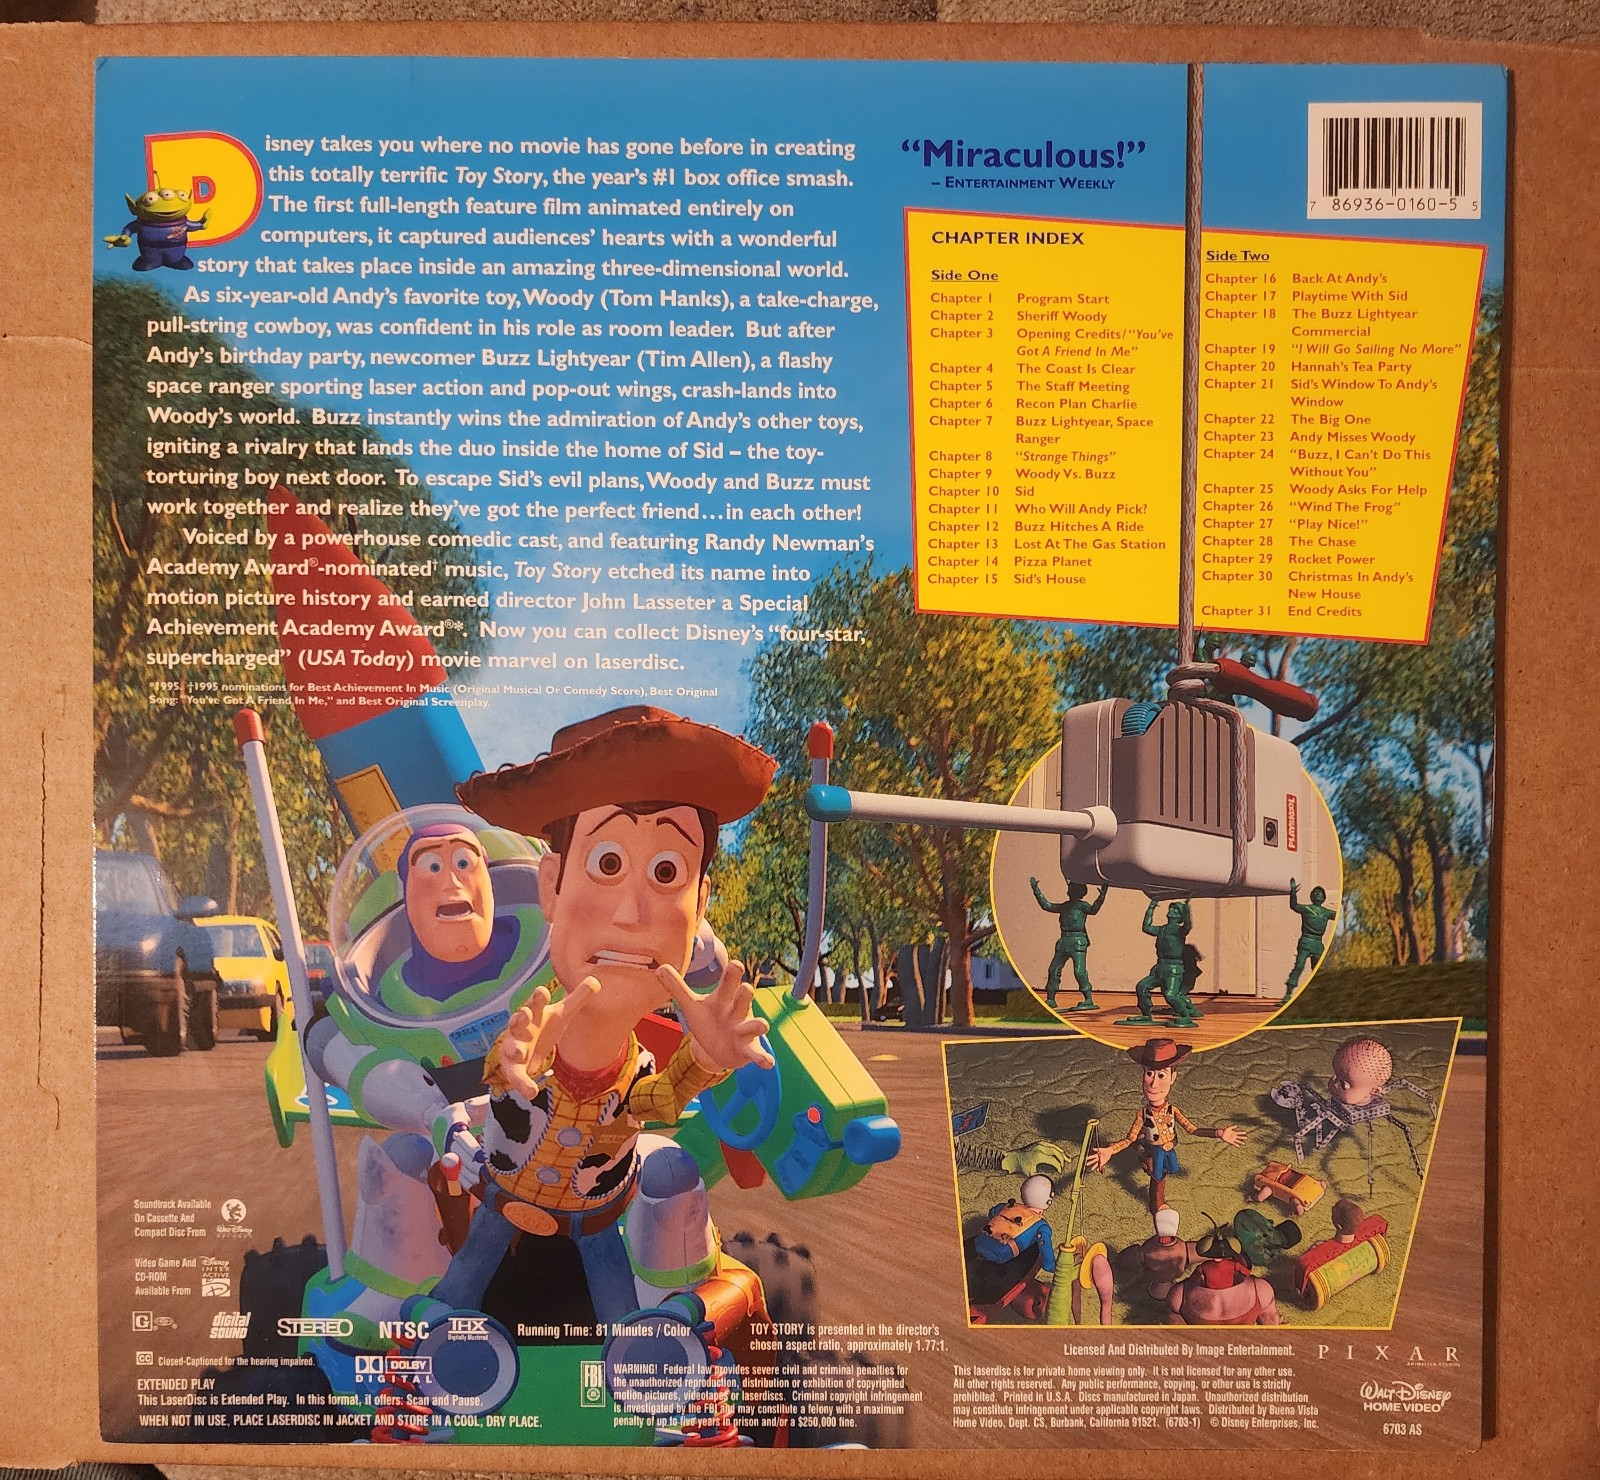 Disney takes you where no movie has gone before in creating
this totally terrific Toy Story, the year's #1 box office smash.
The first full-length feature film animated entirely on
computers, it captured audiences' hearts with a wonderful
story that takes place inside an amazing three-dimensional world.
As six-year-old Andy's favorite toy, Woody (Tom Hanks), a take-charge,
pull-string cowboy, was confident in his role as room leader. But after
Andy's birthday party, newcomer Buzz Lightyear (Tim Allen), a flashy
space ranger sporting laser action and pop-out wings, crash-lands into
Woody's world. Buzz instantly wins the admiration of Andy's other toys,
igniting a rivalry that lands the duo inside the home of Sid – the toy-
torturing boy next door. To escape Sid's evil plans, Woody and Buzz must
work together and realize they've got the perfect friend...in each other!
Voiced by a powerhouse comedic cast, and featuring Randy Newman's
Academy Award®-nominated† music, Toy Story etched its name into
motion picture history and earned director John Lasseter a Special
Achievement Academy Award®*. Now you can collect Disney's "four-star,
supercharged" (USA Today) movie marvel on laserdisc.
*1995. †1995 nominations for Best Achievement In Music (Original Musical Or Comedy Score), Best Original
Song: "You've Got A Friend In Me," and Best Original Screenplay.
"Miraculous!"
– ENTERTAINMENT WEEKLY
7 86936-0160-5 5
CHAPTER INDEX
Side One
Chapter 1 Program Start
Chapter 2 Sheriff Woody
Chapter 3 Opening Credits/"You've
Got A Friend In Me"
Chapter 4 The Coast Is Clear
Chapter 5 The Staff Meeting
Chapter 6 Recon Plan Charlie
Chapter 7 Buzz Lightyear, Space
Ranger
Chapter 8 "Strange Things"
Chapter 9 Woody Vs. Buzz
Chapter 10 Sid
Chapter 11 Who Will Andy Pick?
Chapter 12 Buzz Hitches A Ride
Chapter 13 Lost At The Gas Station
Chapter 14 Pizza Planet
Chapter 15 Sid's House
Side Two
Chapter 16 Back At Andy's
Chapter 17 Playtime With Sid
Chapter 18 The Buzz Lightyear
Commercial
Chapter 19 "I Will Go Sailing No More"
Chapter 20 Hannah's Tea Party
Chapter 21 Sid's Window To Andy's
Window
Chapter 22 The Big One
Chapter 23 Andy Misses Woody
Chapter 24 "Buzz, I Can't Do This
Without You"
Chapter 25 Woody Asks For Help
Chapter 26 "Wind The Frog"
Chapter 27 "Play Nice!"
Chapter 28 The Chase
Chapter 29 Rocket Power
Chapter 30 Christmas In Andy's
New House
Chapter 31 End Credits
PLAYSKOOL
Soundtrack Available
On Cassette And
Compact Disc From
Walt Disney
RECORDS
Video Game And
CD-ROM
Available From
Disney
INTER
ACTIVE
G
digital
SOUND
STEREO
NTSC
THX
Digitally Mastered
Running Time: 81 Minutes / Color
TOY STORY is presented in the director's
chosen aspect ratio, approximately 1.77:1.
CC Closed-Captioned for the hearing impaired.
DOLBY
DIGITAL
EXTENDED PLAY
This LaserDisc is Extended Play. In this format, it offers: Scan and Pause.
WHEN NOT IN USE, PLACE LASERDISC IN JACKET AND STORE IN A COOL, DRY PLACE.
FBI
WARNING! Federal law provides severe civil and criminal penalties for
the unauthorized reproduction, distribution or exhibition of copyrighted
motion pictures, videotapes or laserdiscs. Criminal copyright infringement
is investigated by the FBI and may constitute a felony with a maximum
penalty of up to five years in prison and/or a $250,000 fine.
Licensed And Distributed By Image Entertainment.
PIXAR
ANIMATION STUDIOS
This laserdisc is for private home viewing only. It is not licensed for any other use.
All other rights reserved. Any public performance, copying, or other use is strictly
prohibited. Printed in U.S.A. Discs manufactured in Japan. Unauthorized distribution
may constitute infringement under applicable copyright laws. Distributed by Buena Vista
Home Video, Dept. CS, Burbank, California 91521. (6703-1) © Disney Enterprises, Inc.
WALT DISNEY
HOME VIDEO
6703 AS